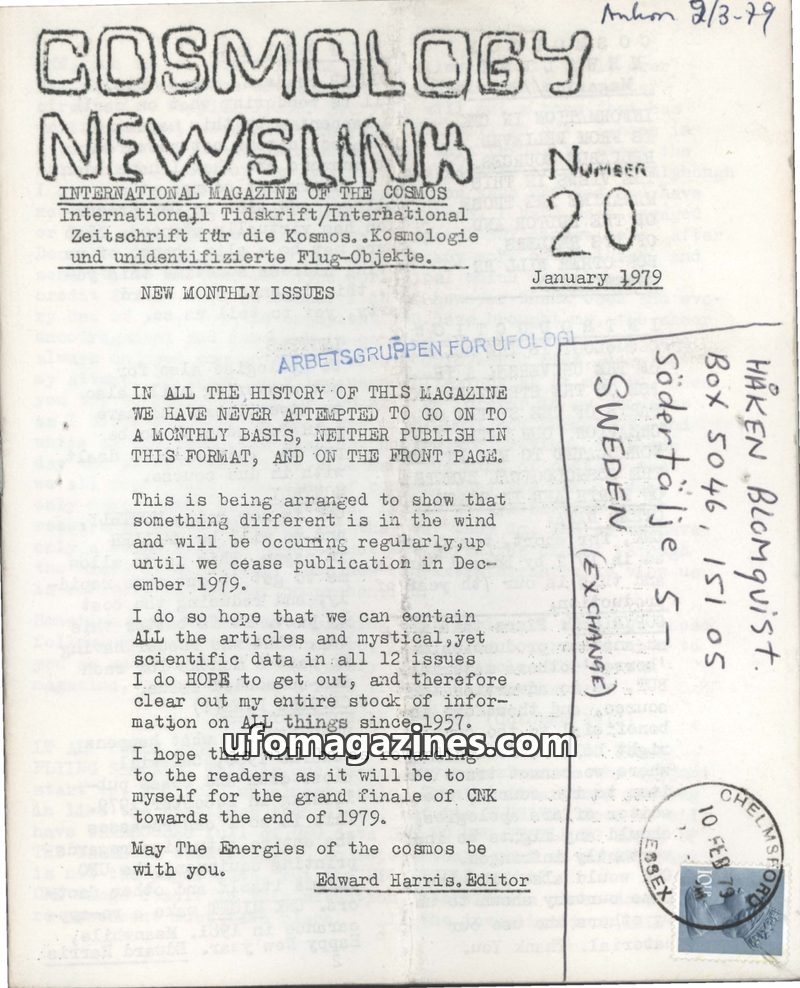 Ankom 2/3-79
COSMOLOGY
NEWSLINK
INTERNATIONAL MAGAZINE OF THE COSMOS
Internationell Tidskrift/International
Zeitschrift für die Kosmos..Kosmologie
und unidentifizierte Flug-Objekte.
NUMBER
20
January 1979
NEW MONTHLY ISSUES
ARBETSGRUPPEN FÖR UFOLOGI
IN ALL THE HISTORY OF THIS MAGAZINE
WE HAVE NEVER ATTEMPTED TO GO ON TO
A MONTHLY BASIS, NEITHER PUBLISH IN
THIS FORMAT, AND ON THE FRONT PAGE.
This is being arranged to show that
something different is in the wind
and will be occuring regularly,up
until we cease publication in Dec-
ember 1979.
I do so hope that we can contain
ALL the articles and mystical,yet
scientific data in all 12 issues
I do HOPE to get out, and therefore
clear out my entire stock of infor-
mation on ALL things since 1957.
ufomagazines.com
I hope this will be
to the readers as it will be to
myself for the grand finale of CNK
towards the end of 1979.
May The Energies of the cosmos be
with you.
Edward Harris.Editor
HÅKEN BLOMQVIST.
BOX 5046, 151 05
Södertälje 5-
SWEDEN
(EXCHANGE)
CHELMSFORD
10 FEB 79
ESSEX